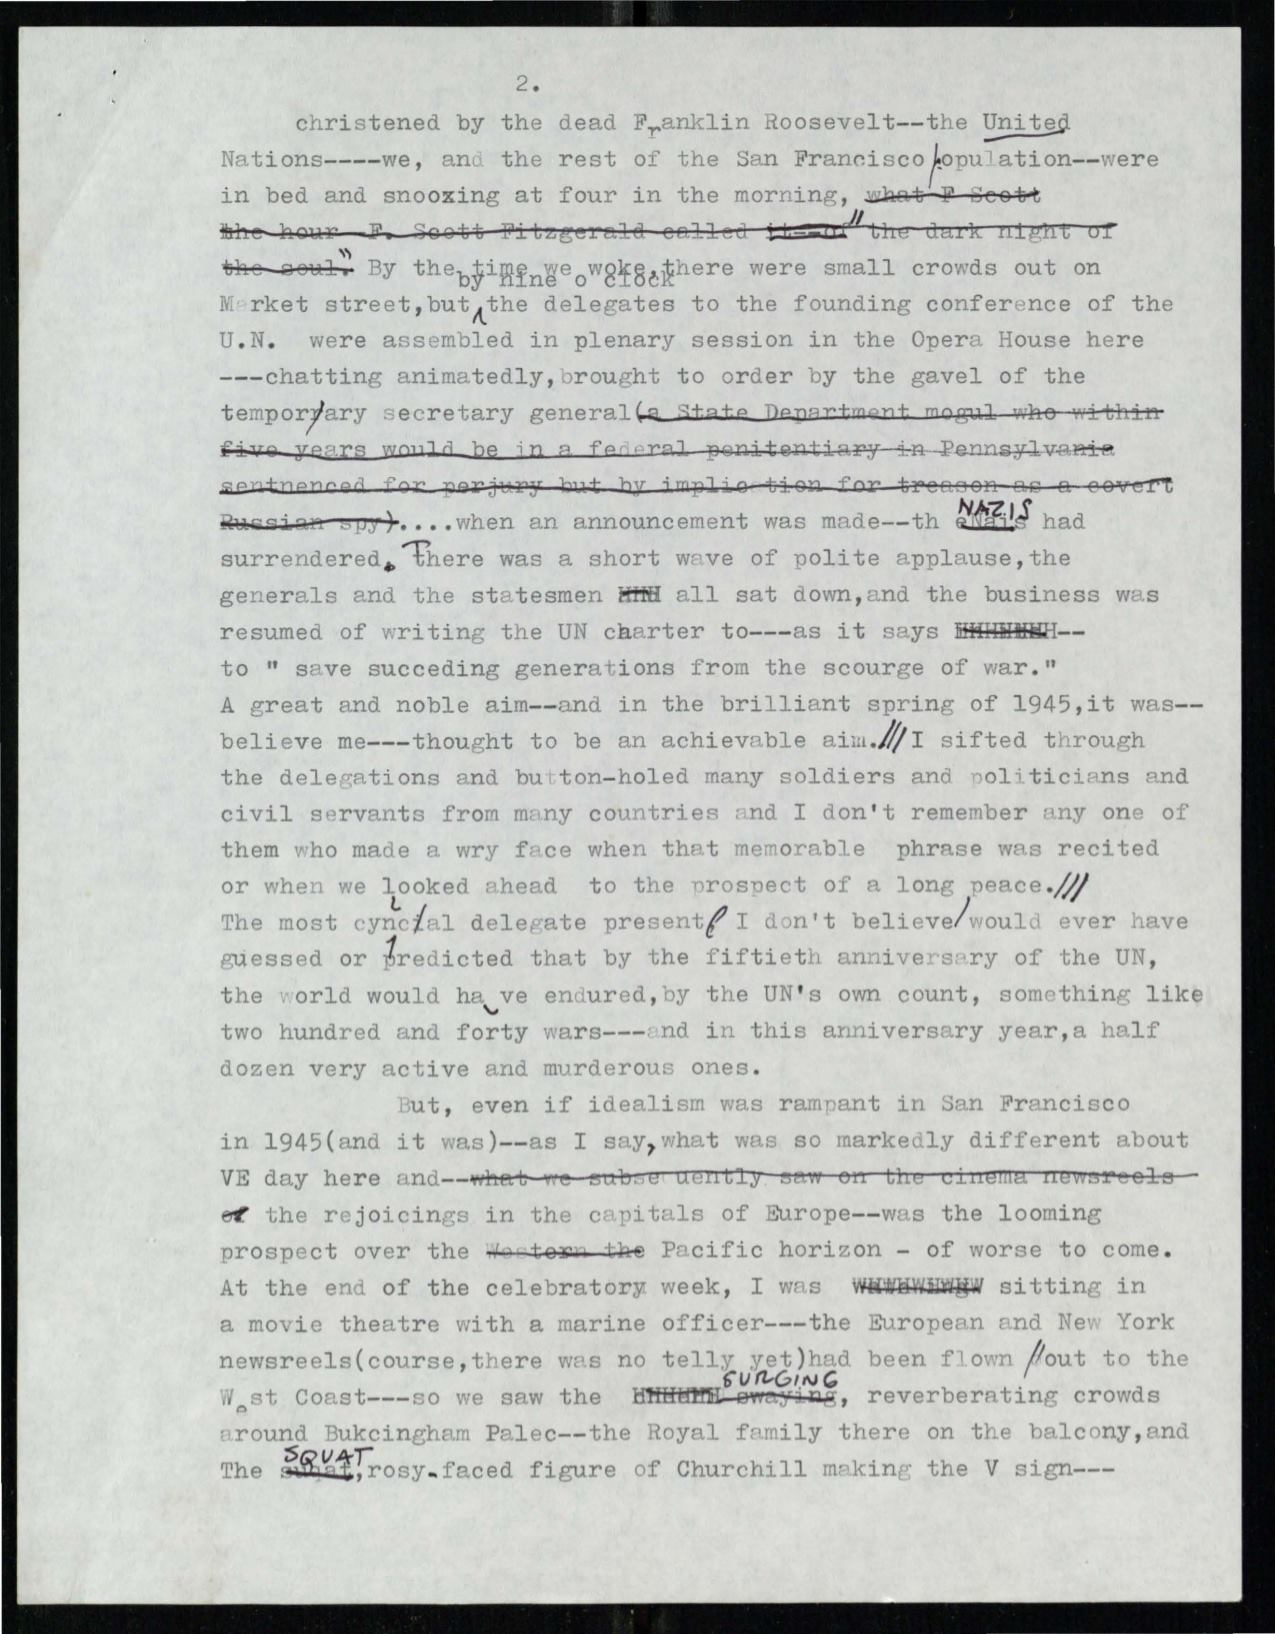 2.
christened by the dead Franklin Roosevelt--the United
Nations----we, and the rest of the San Francisco population--were
in bed and snooxing at four in the morning, what F Scott
the hour F. Scott Fitzgerald called it--of "the dark night of
the soul." By the time we woke, there were small crowds out on
by nine o clock
Market street,but the delegates to the founding conference of the
U.N. were assembled in plenary session in the Opera House here
---chatting animatedly,brought to order by the gavel of the
temporary secretary general(a State Department mogul who within
five years would be in a federal penitentiary in Pennsylvania
sentnenced for perjury but by implication for treason as a covert
Russian spy)....when an announcement was made--th eNais NAZIS had
surrendered. There was a short wave of polite applause,the
generals and the statesmen all sat down,and the business was
resumed of writing the UN charter to---as it says --
to " save succeding generations from the scourge of war."
A great and noble aim--and in the brilliant spring of 1945,it was--
believe me---thought to be an achievable aim./// I sifted through
the delegations and button-holed many soldiers and politicians and
civil servants from many countries and I don't remember any one of
them who made a wry face when that memorable phrase was recited
or when we looked ahead to the prospect of a long peace.///
The most cyncial delegate present( I don't believe) would ever have
guessed or predicted that by the fiftieth anniversary of the UN,
the world would have endured,by the UN's own count, something like
two hundred and forty wars---and in this anniversary year,a half
dozen very active and murderous ones.
But, even if idealism was rampant in San Francisco
in 1945(and it was)--as I say, what was so markedly different about
VE day here and--what we subsequently saw on the cinema newsreels
of the rejoicings in the capitals of Europe--was the looming
prospect over the Western the Pacific horizon - of worse to come.
At the end of the celebratory week, I was sitting in
a movie theatre with a marine officer---the European and New York
newsreels(course,there was no telly yet)had been flown //out to the
West Coast---so we saw the swaying SURGING, reverberating crowds
around Bukcingham Palec--the Royal family there on the balcony,and
The SQUAT,rosy-faced figure of Churchill making the V sign---